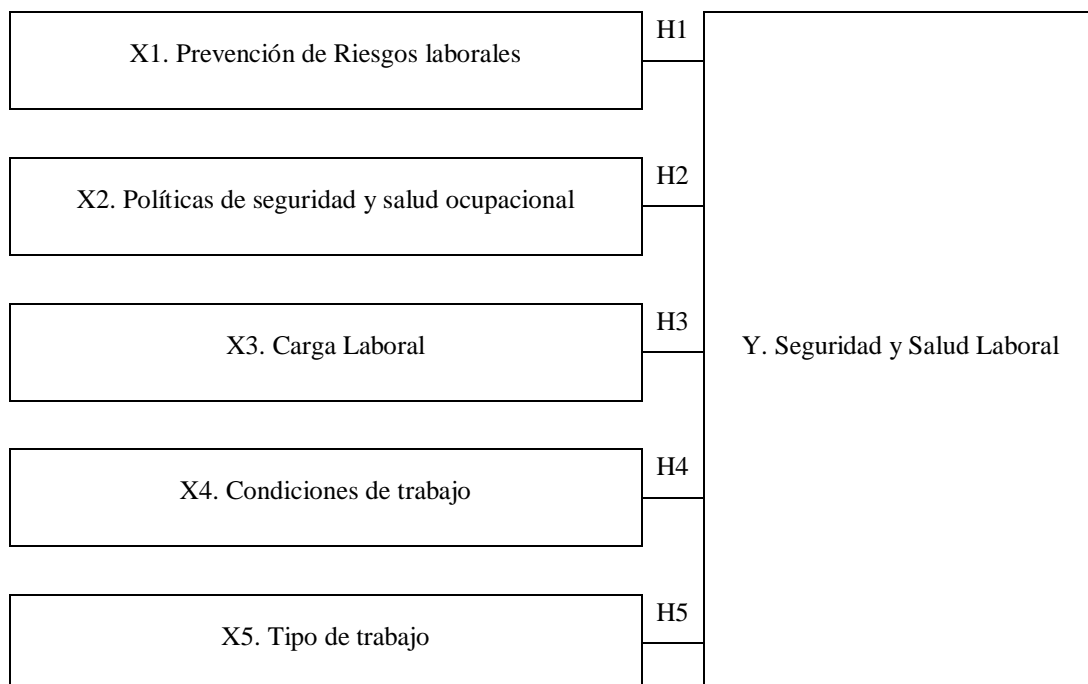 H1
X1. Prevención de Riesgos laborales
H2
X2. Políticas de seguridad y salud ocupacional
H3
X3. Carga Laboral
Y. Seguridad y Salud Laboral
H4
X4. Condiciones de trabajo
H5
X5. Tipo de trabajo